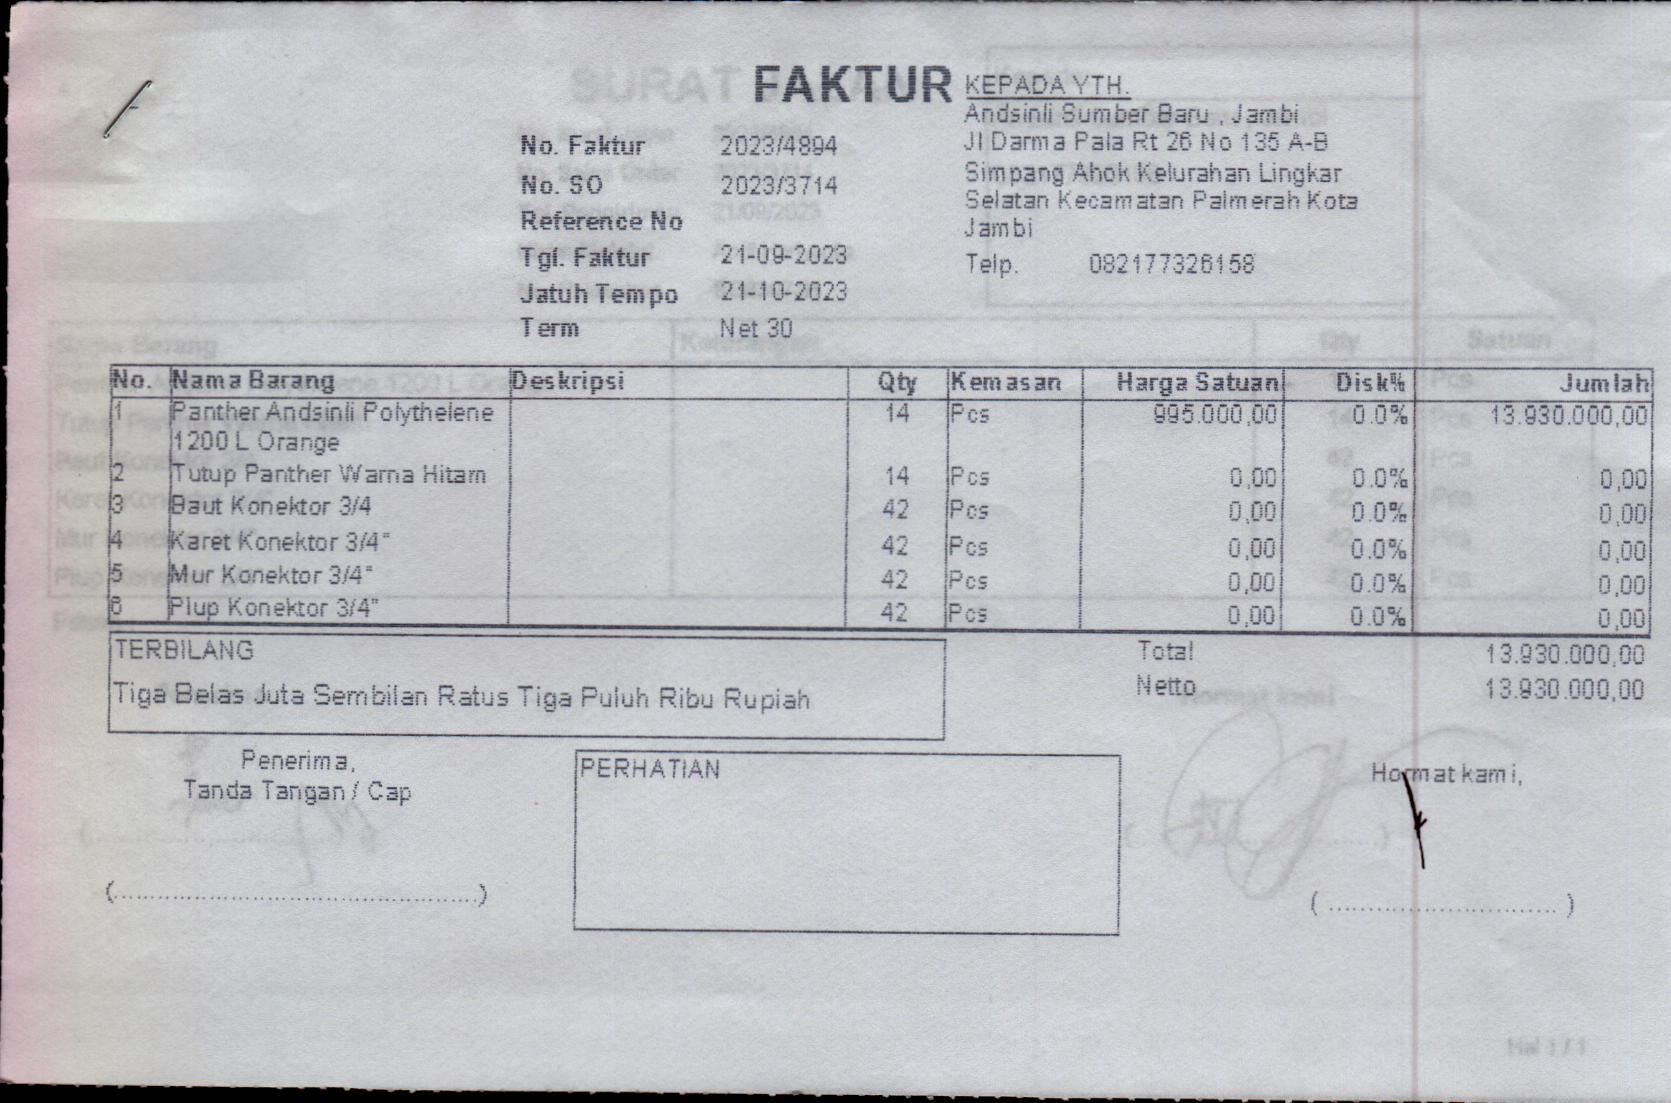 FAKTUR
KEPADA YTH.
Andsinli Sumber Baru , Jambi
Jl Darma Pala Rt 26 No 135 A-B
Simpang Ahok Kelurahan Lingkar
Selatan Kecamatan Palmerah Kota
Jambi
Telp. 082177326158
No. Faktur 2023/4894
No. SO 2023/3714
Reference No
Tgl. Faktur 21-09-2023
Jatuh Tempo 21-10-2023
Term Net 30
No. Nama Barang Deskripsi Qty Kemasan Harga Satuan Disk% Jumlah
1 Panther Andsinli Polythelene 14 Pcs 995.000,00 0.0% 13.930.000,00
1200 L Orange
2 Tutup Panther Warna Hitam 14 Pcs 0,00 0.0% 0,00
3 Baut Konektor 3/4 42 Pcs 0,00 0.0% 0,00
4 Karet Konektor 3/4" 42 Pcs 0,00 0.0% 0,00
5 Mur Konektor 3/4" 42 Pcs 0,00 0.0% 0,00
6 Plup Konektor 3/4" 42 Pcs 0,00 0.0% 0,00
TERBILANG
Tiga Belas Juta Sembilan Ratus Tiga Puluh Ribu Rupiah
Total 13.930.000,00
Netto 13.930.000,00
Penerima,
Tanda Tangan / Cap
PERHATIAN
Hormat kami,
(................................................)
( ............................. )
Hal 1 / 1